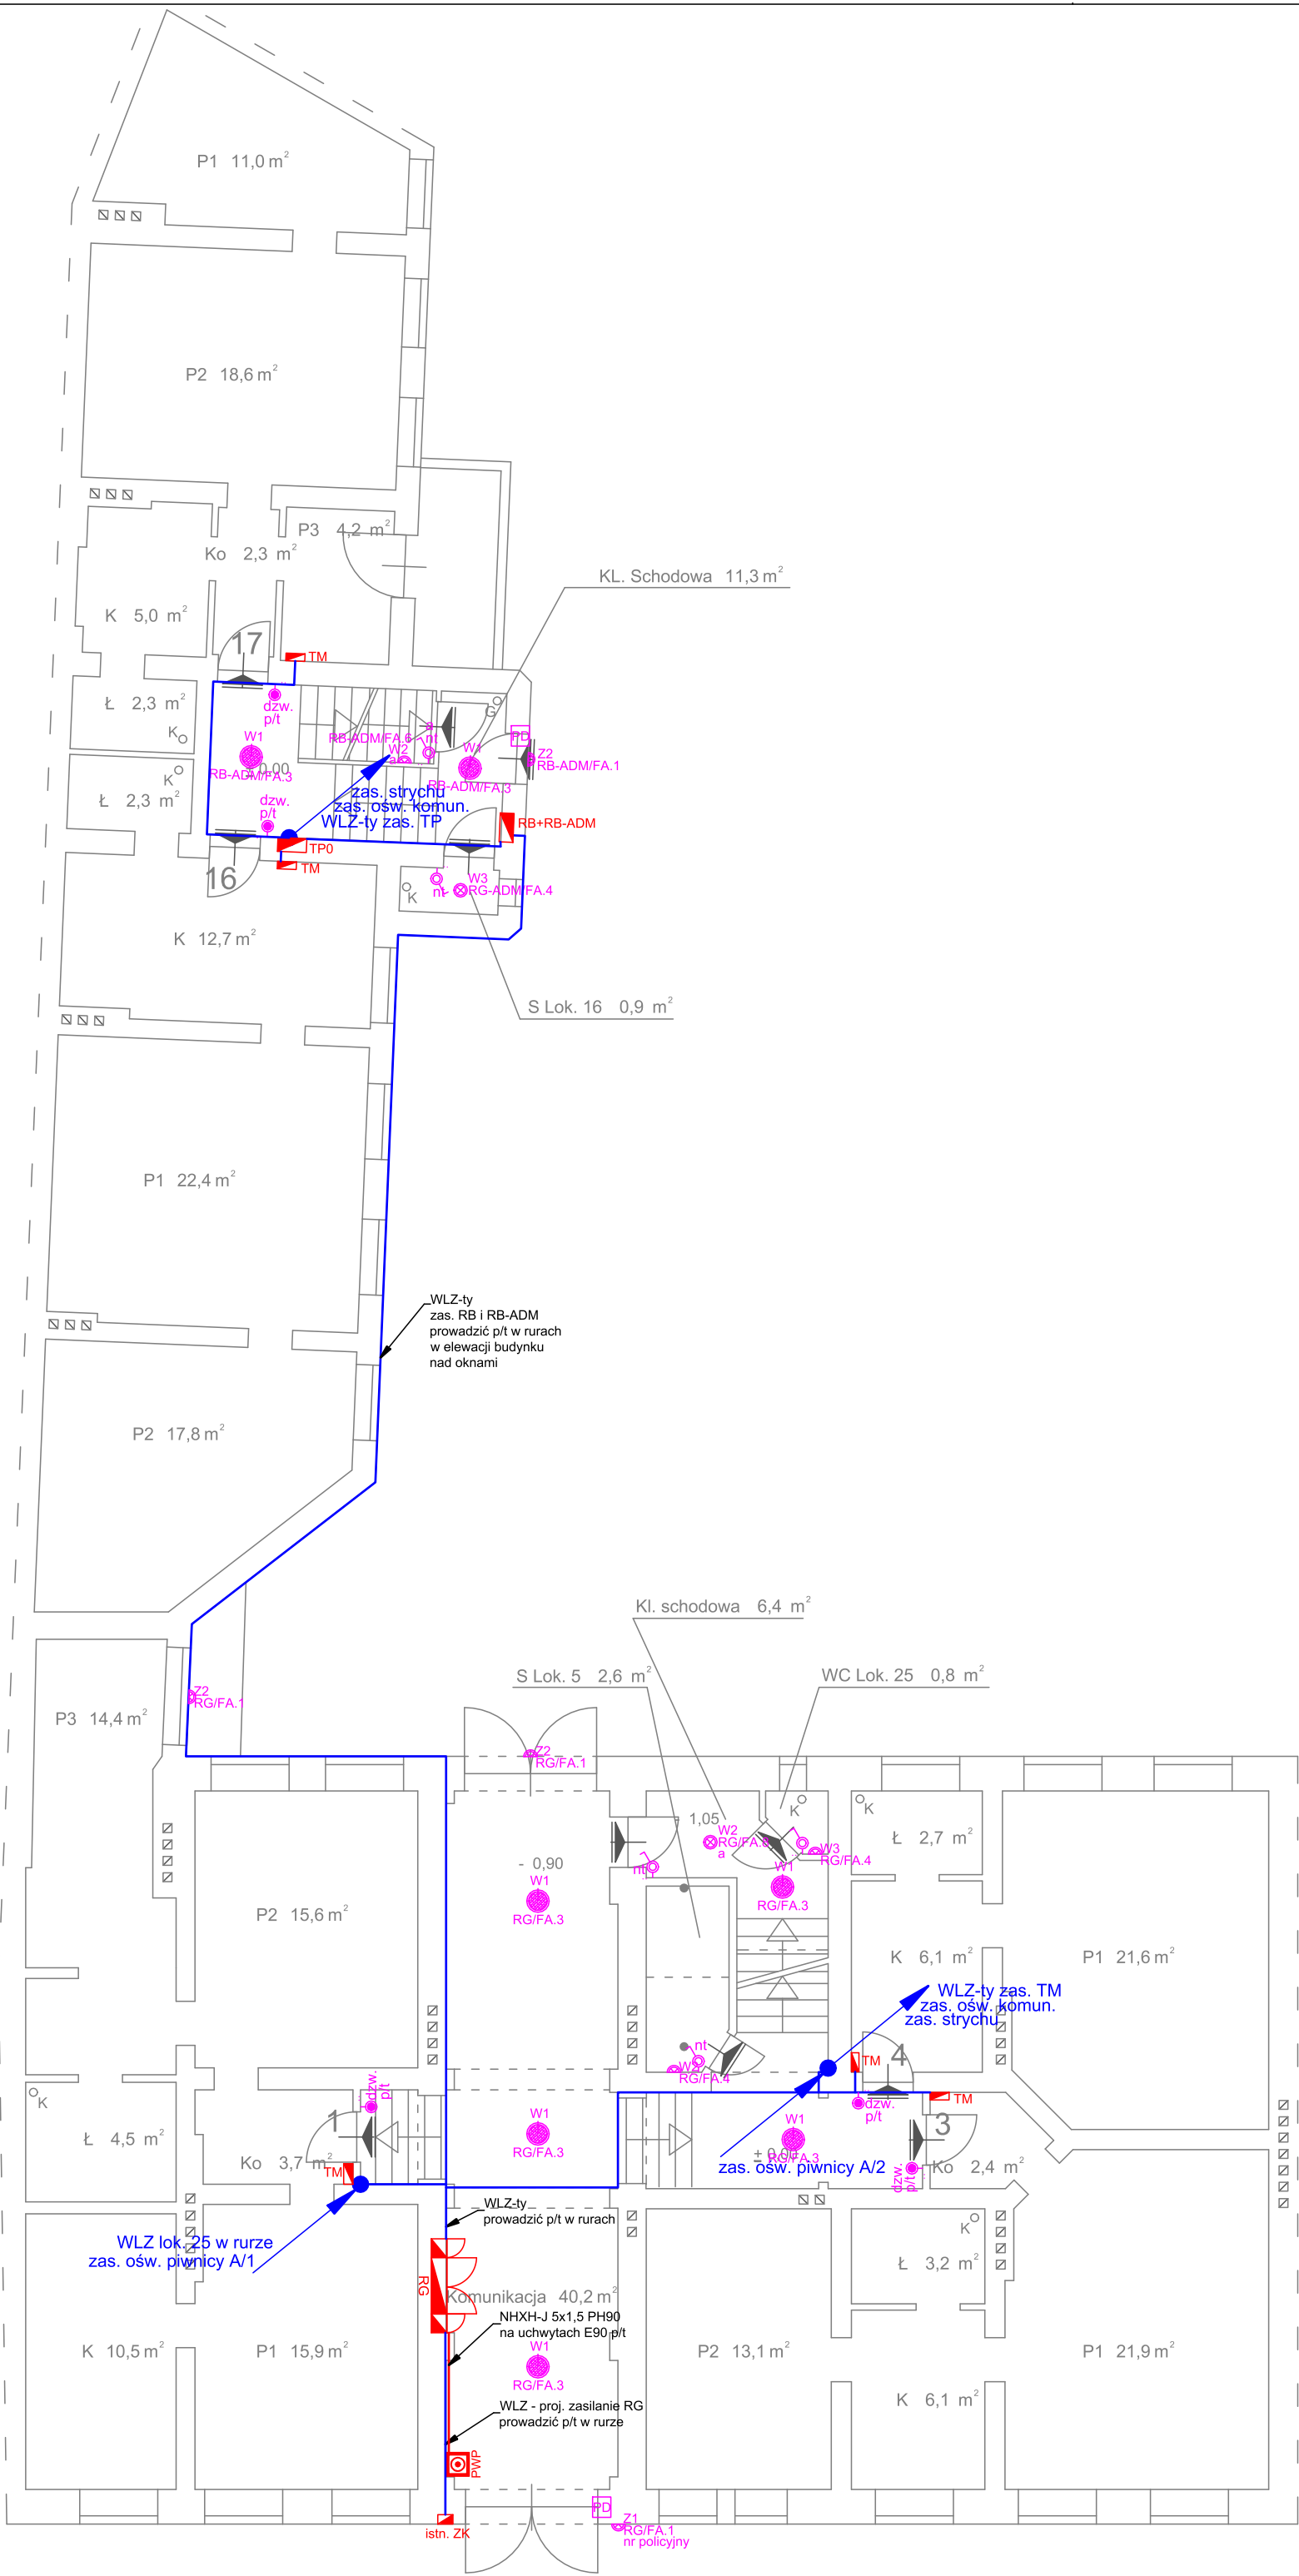 P1 11,0 m²
P2 18,6 m²
P3 4,2 m²
Ko 2,3 m²
KL. Schodowa 11,3 m²
K 5,0 m²
17
TM
Ł 2,3 m²
K
dzw.
p/t
G
a
nt
PD
RB-ADM/FA.6
W1
W2
a
W1
Z2
RB-ADM/FA.1
0,00
RB-ADM/FA.3
RB-ADM/FA.3
K
Ł 2,3 m²
dzw.
p/t
zas. strychu
zas. ośw. komun.
WLZ-ty zas. TP
RB+RB-ADM
TP0
TM
16
K
nt
W3
RG-ADM/FA.4
K 12,7 m²
S Lok. 16 0,9 m²
P1 22,4 m²
WLZ-ty
zas. RB i RB-ADM
prowadzić p/t w rurach
w elewacji budynku
nad oknami
P2 17,8 m²
Kl. schodowa 6,4 m²
S Lok. 5 2,6 m²
WC Lok. 25 0,8 m²
Z2
RG/FA.1
P3 14,4 m²
Z2
RG/FA.1
K
K
1,05
W2
a
W3
RG/FA.4
Ł 2,7 m²
nt
- 0,90
W1
RG/FA.3
W1
RG/FA.3
P2 15,6 m²
K 6,1 m²
P1 21,6 m²
WLZ-ty zas. TM
zas. ośw. komun.
zas. strychu
nt
RG/FA.4
TM
4
K
dzw.
p/t
TM
dzw.
p/t
1
Ł 4,5 m²
W1
RG/FA.3
W1
RG/FA.3
3
Ko 3,7 m²
TM
zas. ośw. piwnicy A/2
dzw.
p/t
Ko 2,4 m²
WLZ-ty
prowadzić p/t w rurach
WLZ lok. 25 w rurze
zas. ośw. piwnicy A/1
K
Ł 3,2 m²
RG
Komunikacja 40,2 m²
NHXH-J 5x1,5 PH90
na uchwytach E90 p/t
K 10,5 m²
P1 15,9 m²
W1
RG/FA.3
P2 13,1 m²
P1 21,9 m²
K 6,1 m²
WLZ - proj. zasilanie RG
prowadzić p/t w rurze
PWP
PD
istn. ZK
Z1
RG/FA.1
nr policyjny